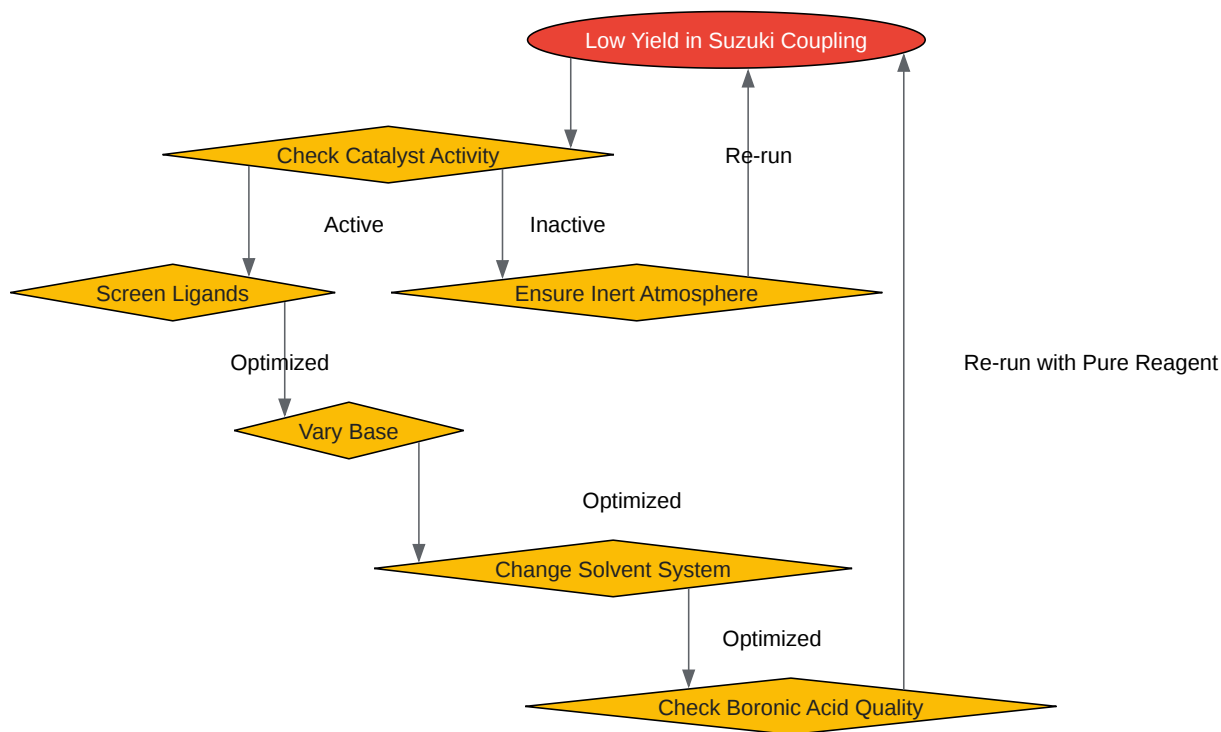 Low Yield in Suzuki Coupling
Check Catalyst Activity
Re-run
Active
Inactive
Screen Ligands
Ensure Inert Atmosphere
Optimized
Re-run with Pure Reagent
Vary Base
Optimized
Change Solvent System
Optimized
Check Boronic Acid Quality